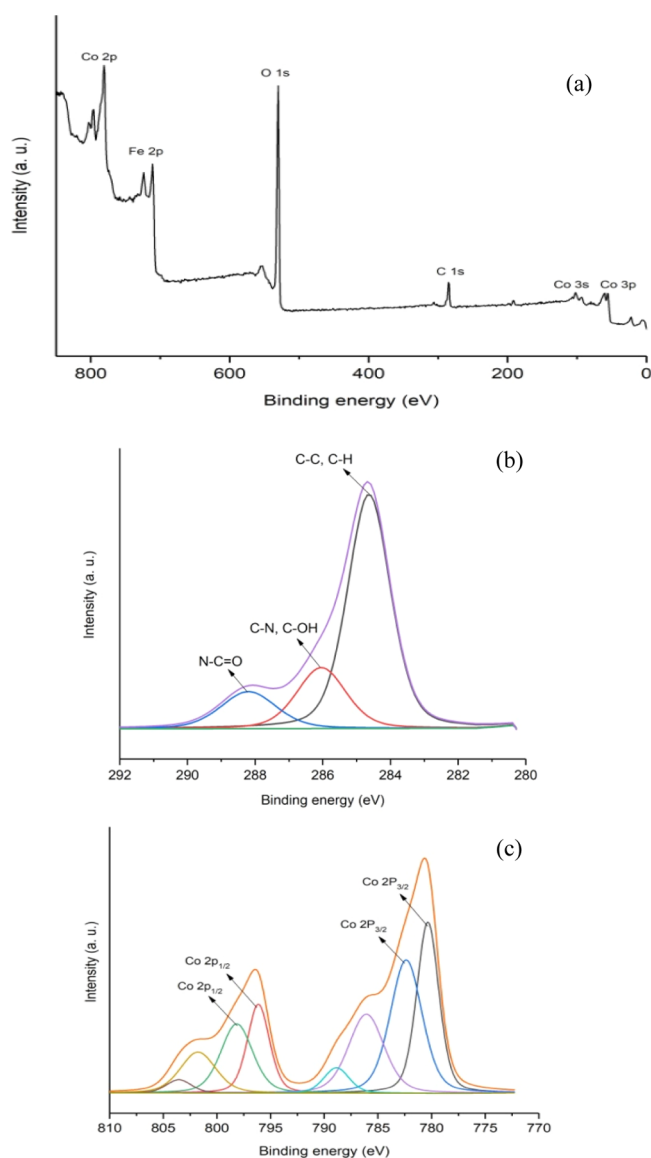 Co 2p
O 1s
(a)
Fe 2p
C 1s
Co 3s Co 3p
Intensity (a. u.)
800 600 400 200 0
Binding energy (eV)
(b)
C-C, C-H
C-N, C-OH
N-C=O
Intensity (a. u.)
292 290 288 286 284 282 280
Binding energy (eV)
(c)
Co 2P3/2
Co 2P3/2
Co 2p1/2
Co 2p1/2
Intensity (a. u.)
810 805 800 795 790 785 780 775 770
Binding energy (eV)